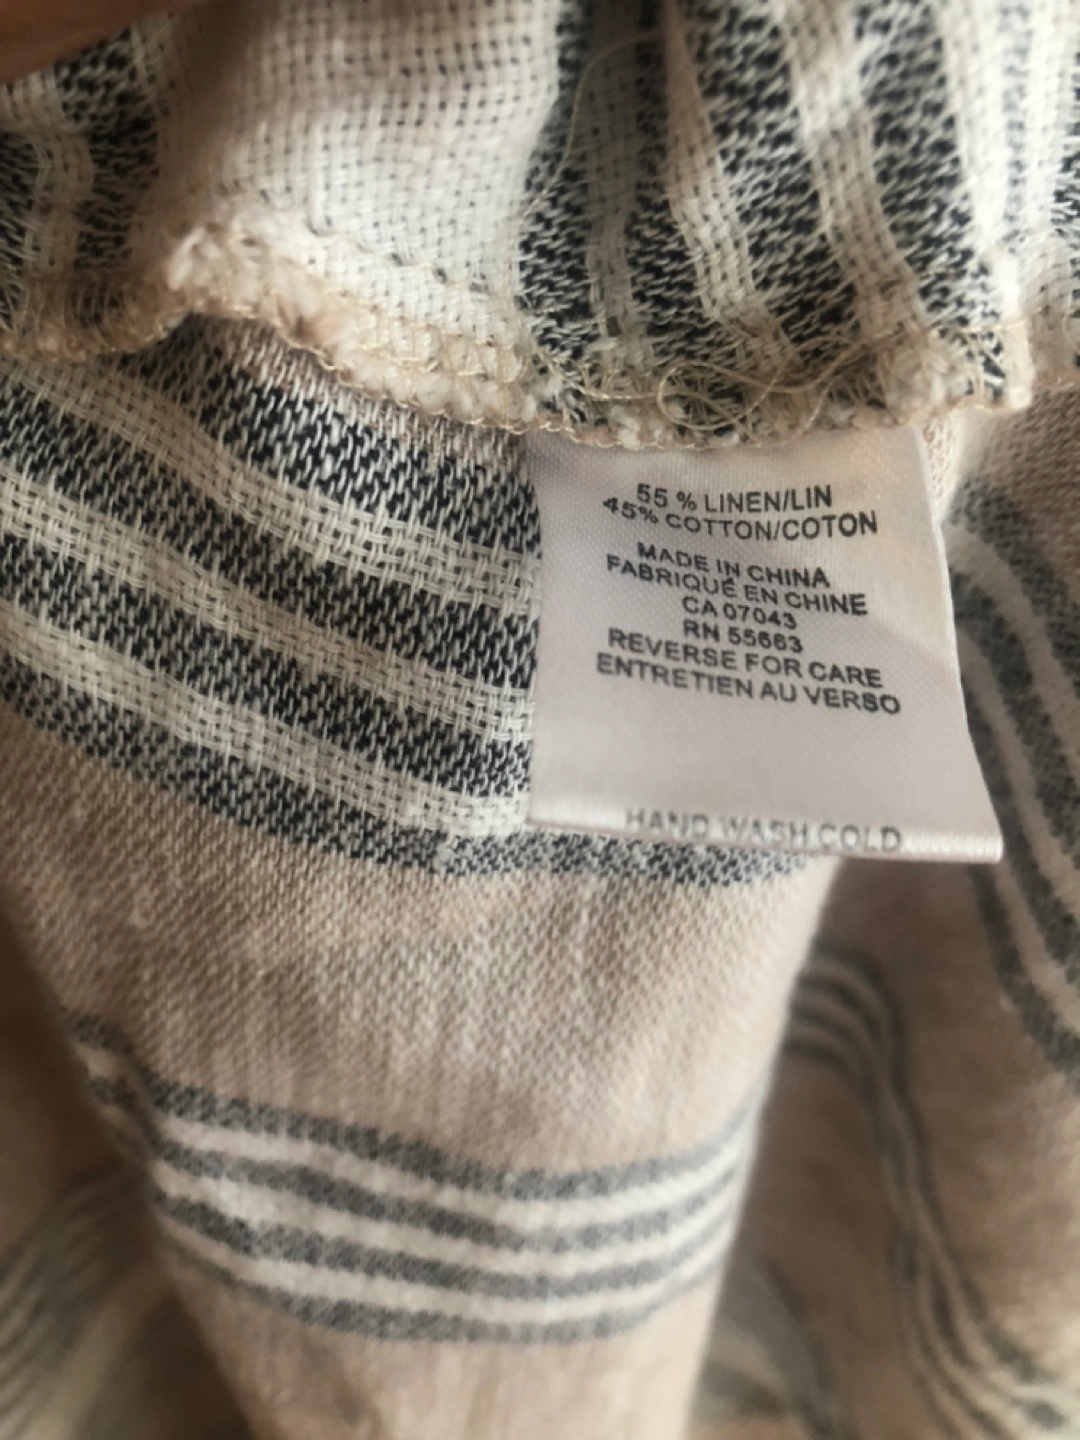 55 % LINEN/LIN
45% COTTON/COTON
MADE IN CHINA
FABRIQUÉ EN CHINE
CA 07043
RN 55663
REVERSE FOR CARE
ENTRETIEN AU VERSO
HAND WASH COLD